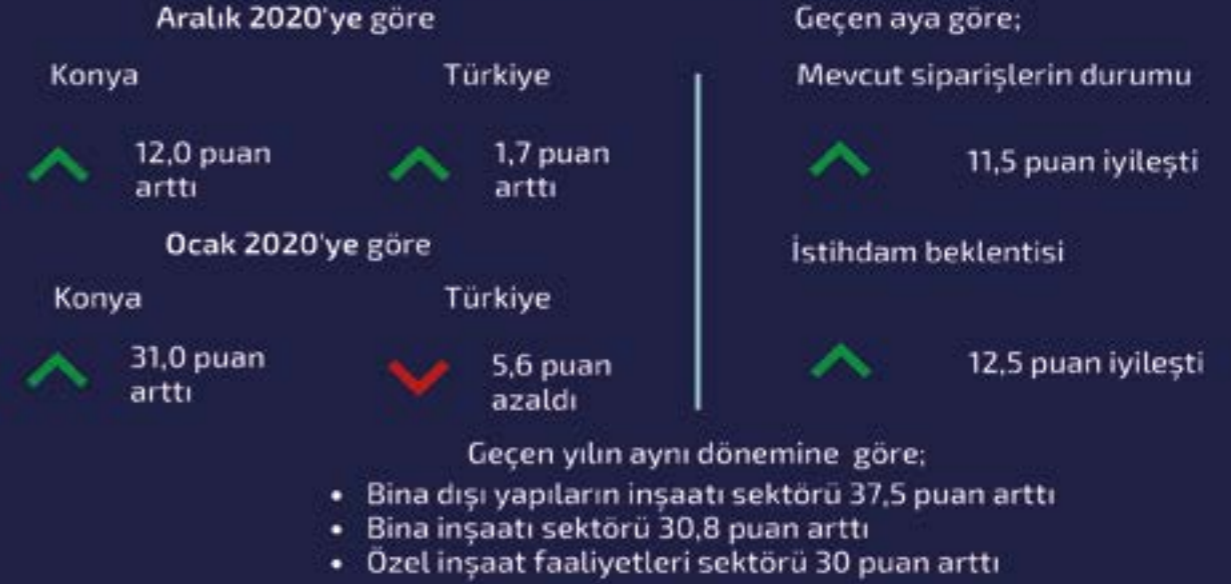 Aralık 2020'ye göre
Konya
Türkiye
12,0 puan
arttı
1,7 puan
arttı
Ocak 2020'ye göre
Konya
Türkiye
31,0 puan
arttı
5,6 puan
azaldı
Geçen aya göre;
Mevcut siparişlerin durumu
11,5 puan iyileşti
İstihdam beklentisi
12,5 puan iyileşti
Geçen yılın aynı dönemine göre;
• Bina dışı yapıların inşaatı sektörü 37,5 puan arttı
• Bina inşaatı sektörü 30,8 puan arttı
• Özel inşaat faaliyetleri sektörü 30 puan arttı